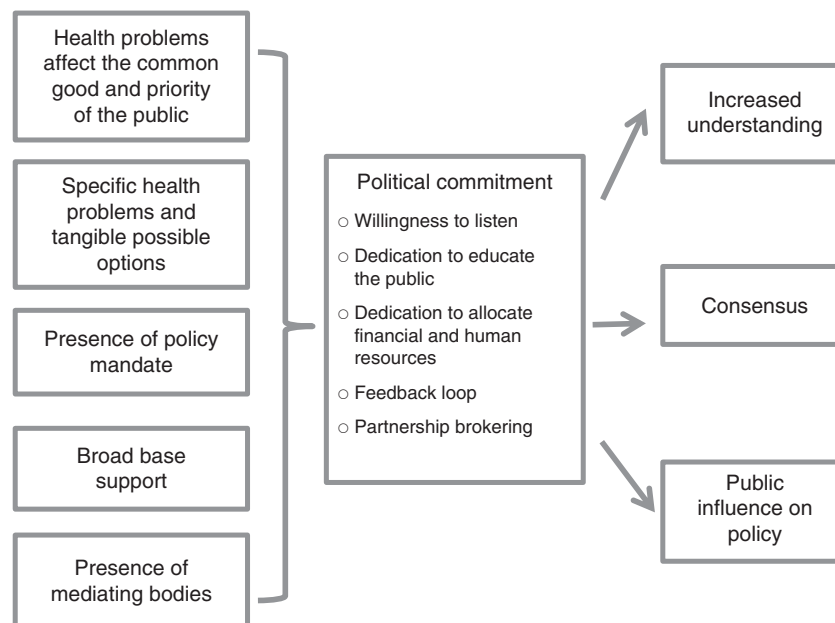 Health problems
affect the common
good and priority
of the public
Specific health
problems and
tangible possible
options
Presence of policy
mandate
Broad base
support
Presence of
mediating bodies
Political commitment
○ Willingness to listen
○ Dedication to educate
the public
○ Dedication to allocate
financial and human
resources
○ Feedback loop
○ Partnership brokering
Increased
understanding
Consensus
Public
influence on
policy